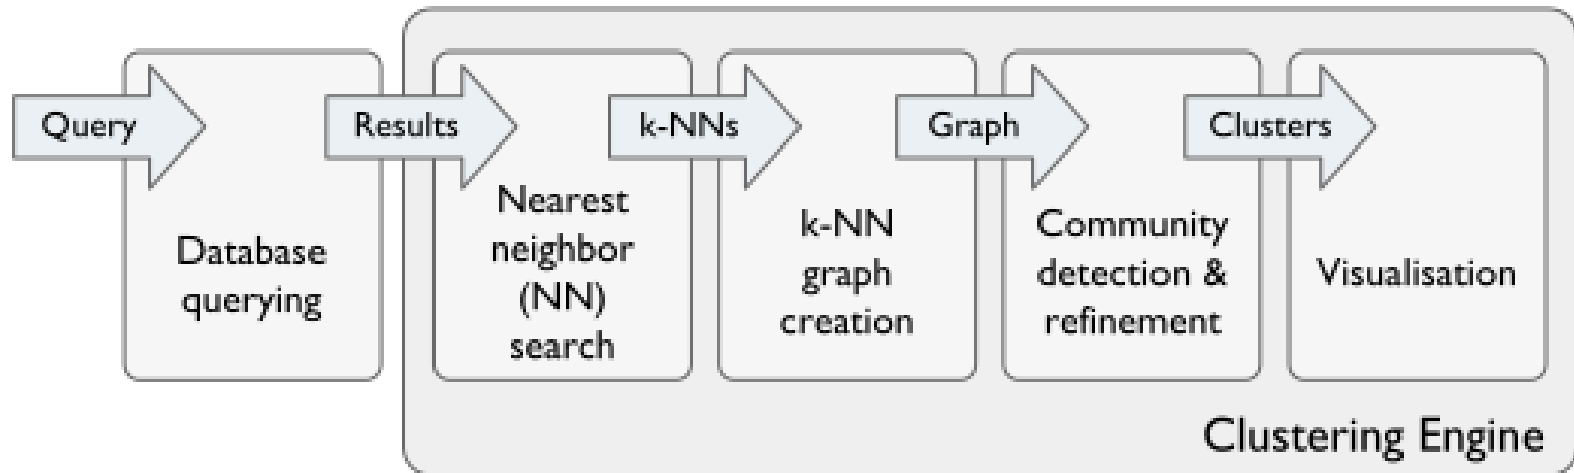 Query
Results
k-NNs
Graph
Clusters
Database
querying
Nearest
neighbor
(NN)
search
k-NN
graph
creation
Community
detection &
refinement
Visualisation
Clustering Engine